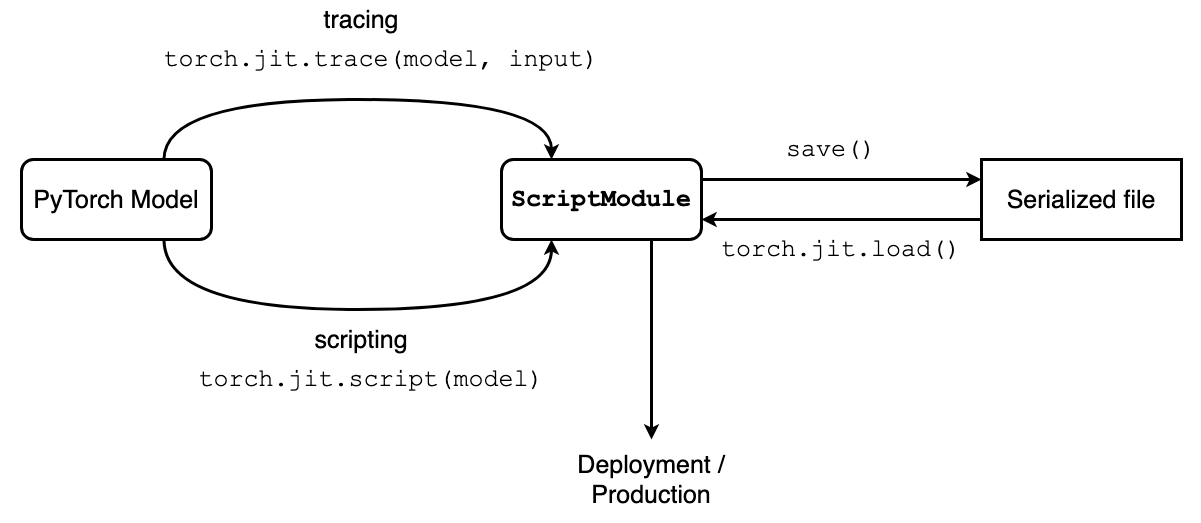 tracing
torch.jit.trace(model, input)
PyTorch Model
ScriptModule
save()
Serialized file
torch.jit.load()
scripting
torch.jit.script(model)
Deployment /
Production